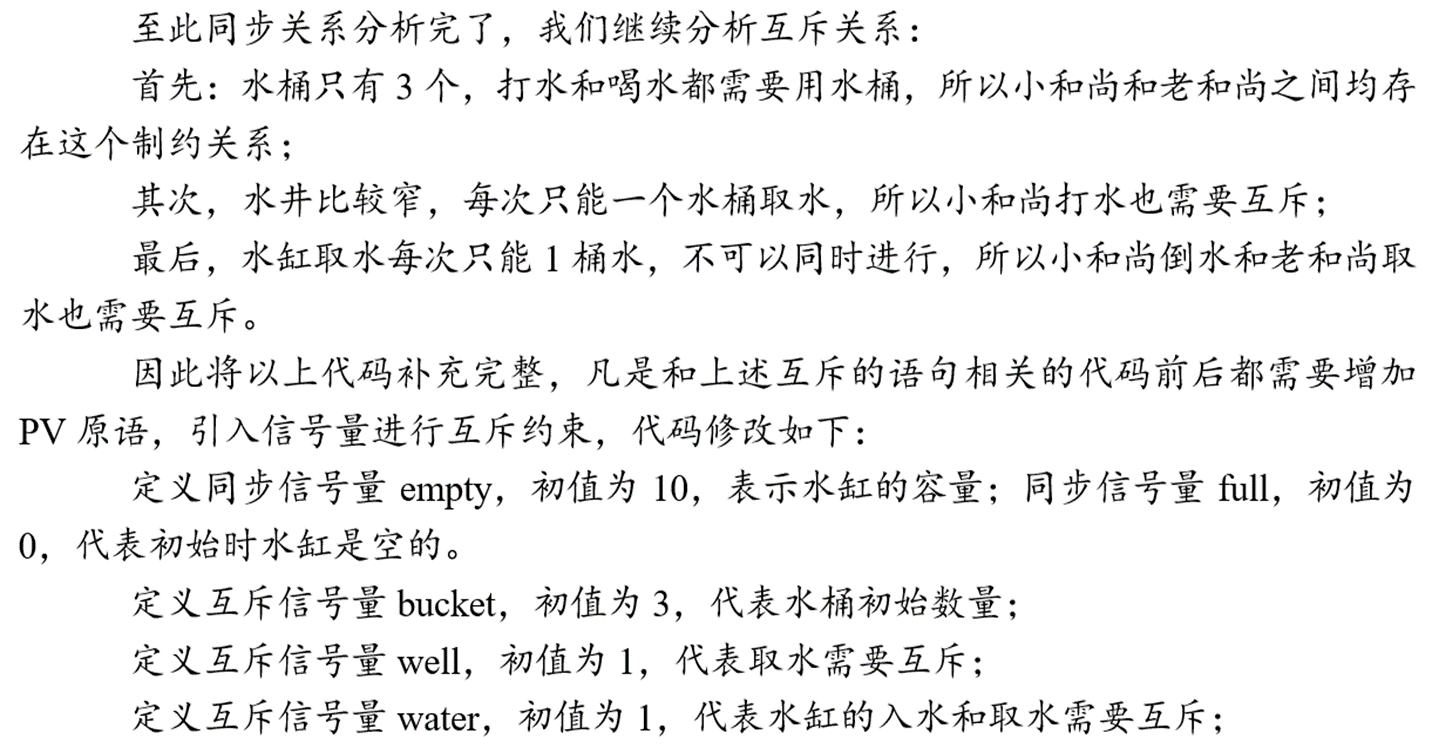 至此同步关系分析完了，我们继续分析互斥关系：
首先：水桶只有 3 个，打水和喝水都需要用水桶，所以小和尚和老和尚之间均存
在这个制约关系；
其次，水井比较窄，每次只能一个水桶取水，所以小和尚打水也需要互斥；
最后，水缸取水每次只能 1 桶水，不可以同时进行，所以小和尚倒水和老和尚取
水也需要互斥。
因此将以上代码补充完整，凡是和上述互斥的语句相关的代码前后都需要增加
PV 原语，引入信号量进行互斥约束，代码修改如下：
定义同步信号量 empty，初值为 10，表示水缸的容量；同步信号量 full，初值为
0，代表初始时水缸是空的。
定义互斥信号量 bucket，初值为 3，代表水桶初始数量；
定义互斥信号量 well，初值为 1，代表取水需要互斥；
定义互斥信号量 water，初值为 1，代表水缸的入水和取水需要互斥；